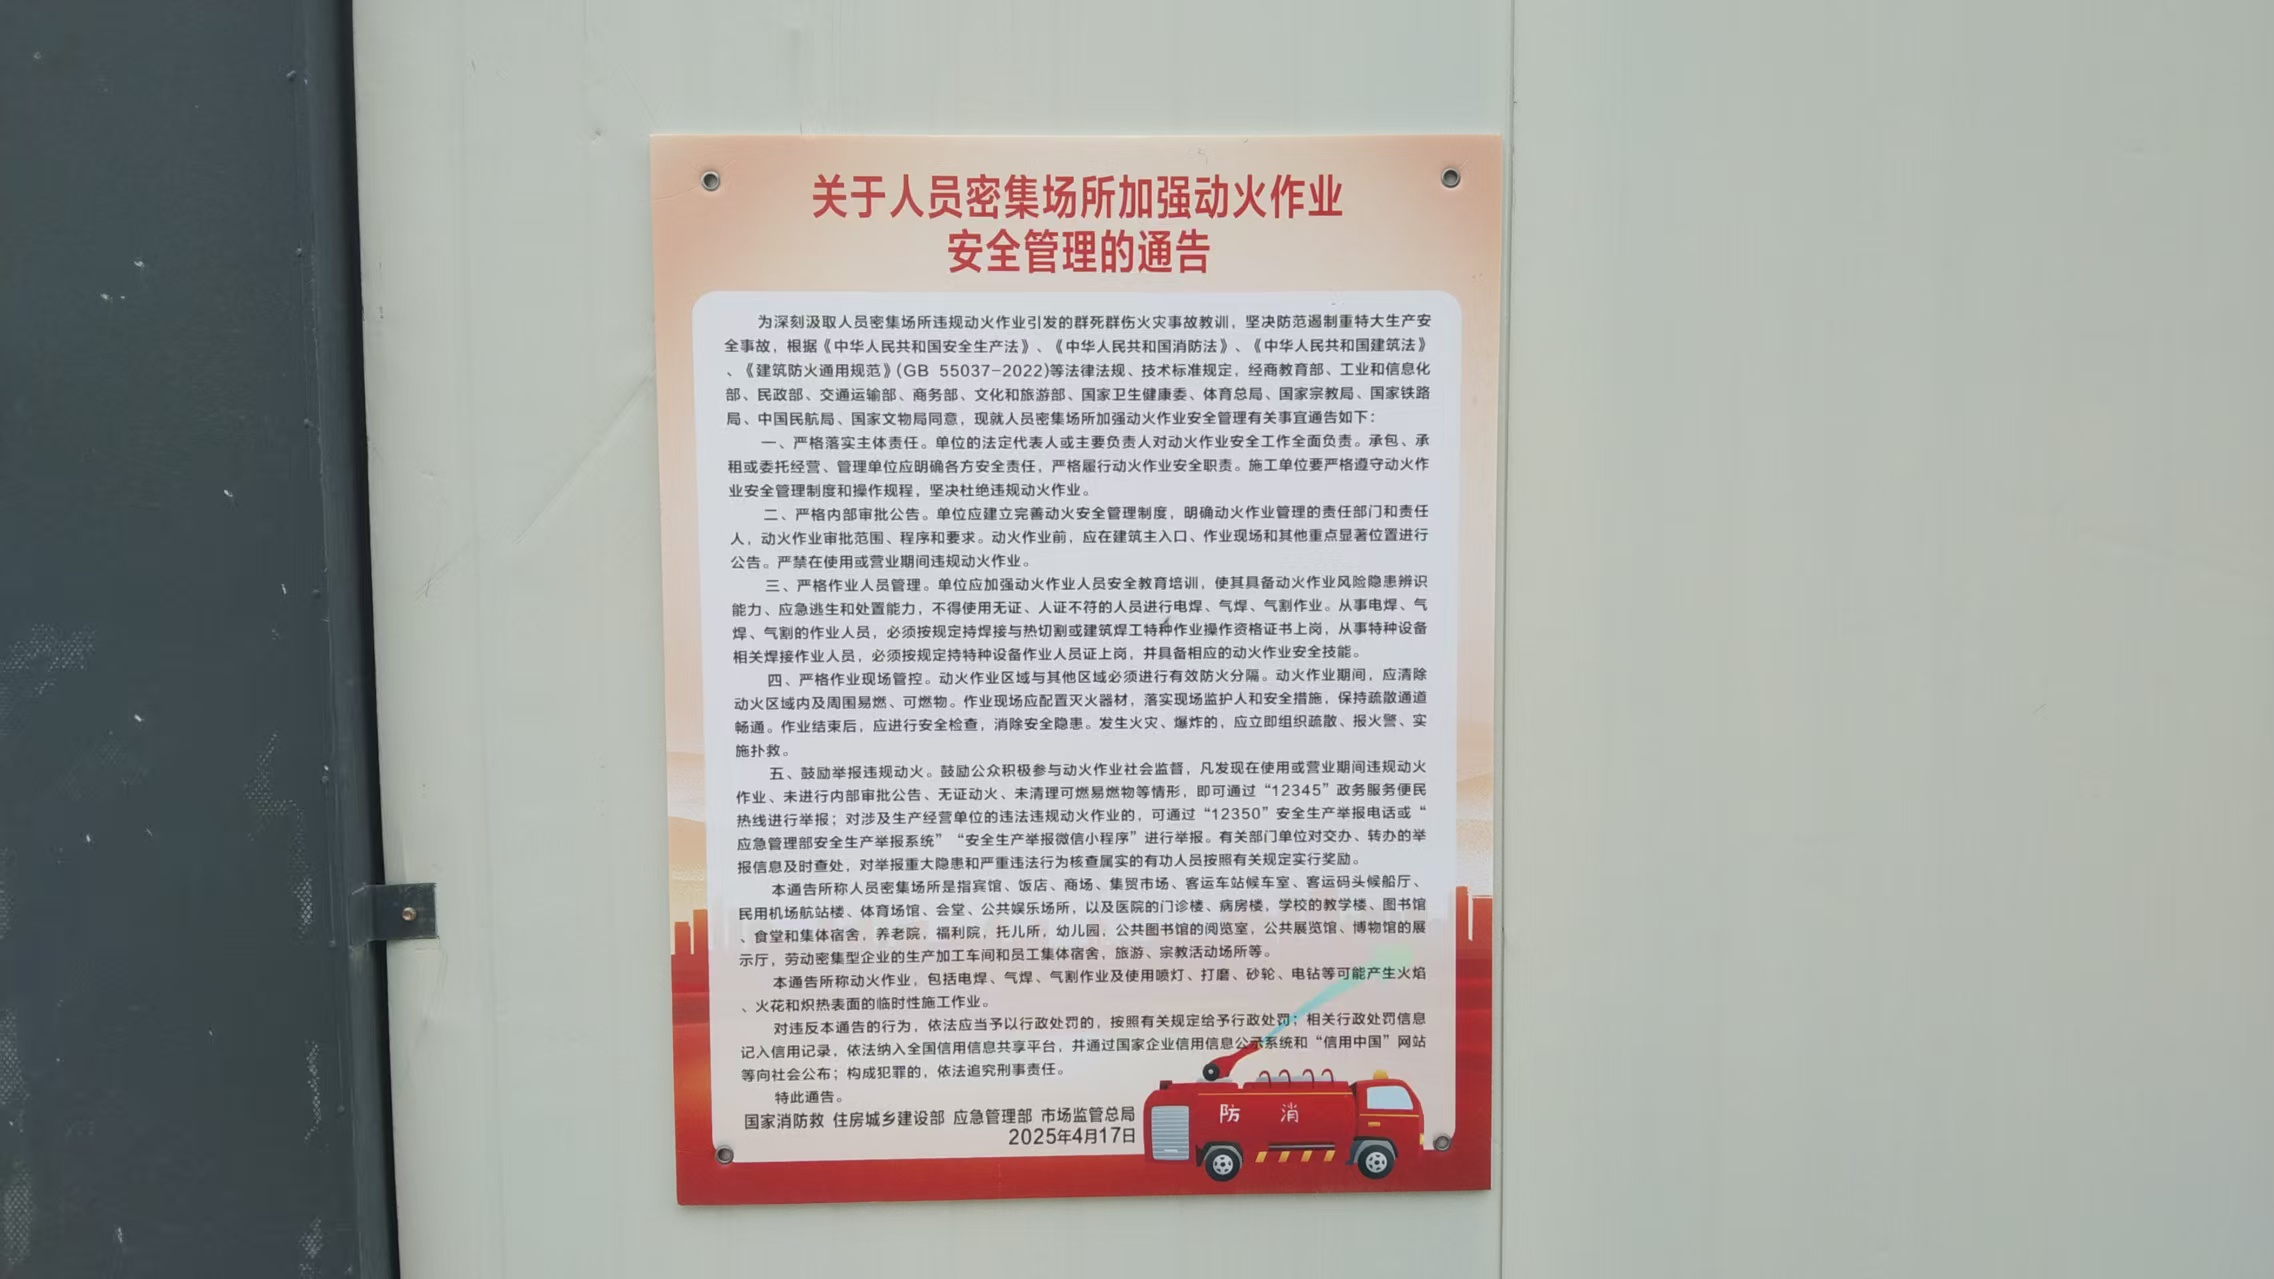 关于人员密集场所加强动火作业
安全管理的通告
为深刻汲取人员密集场所违规动火作业引发的群死群伤火灾事故教训，坚决防范遏制重特大生产安
全事故，根据《中华人民共和国安全生产法》、《中华人民共和国消防法》、《中华人民共和国建筑法》
、《建筑防火通用规范》(GB 55037-2022)等法律法规、技术标准规定，经商教育部、工业和信息化
部、民政部、交通运输部、商务部、文化和旅游部、国家卫生健康委、体育总局、国家宗教局、国家铁路
局、中国民航局、国家文物局同意，现就人员密集场所加强动火作业安全管理有关事宜通告如下：
一、严格落实主体责任。单位的法定代表人或主要负责人对动火作业安全工作全面负责。承包、承
租或委托经营、管理单位应明确各方安全责任，严格履行动火作业安全职责。施工单位要严格遵守动火作
业安全管理制度和操作规程，坚决杜绝违规动火作业。
二、严格内部审批公告。单位应建立完善动火安全管理制度，明确动火作业管理的责任部门和责任
人，动火作业审批范围、程序和要求。动火作业前，应在建筑主入口、作业现场和其他重点显著位置进行
公告。严禁在使用或营业期间违规动火作业。
三、严格作业人员管理。单位应加强动火作业人员安全教育培训，使其具备动火作业风险隐患辨识
能力、应急逃生和处置能力，不得使用无证、人证不符的人员进行电焊、气焊、气割作业。从事电焊、气
焊、气割的作业人员，必须按规定持焊接与热切割或建筑焊工特种作业操作资格证书上岗，从事特种设备
相关焊接作业人员，必须按规定持特种设备作业人员证上岗，并具备相应的动火作业安全技能。
四、严格作业现场管控。动火作业区域与其他区域必须进行有效防火分隔。动火作业期间，应清除
动火区域内及周围易燃、可燃物。作业现场应配置灭火器材，落实现场监护人和安全措施，保持疏散通道
畅通。作业结束后，应进行安全检查，消除安全隐患。发生火灾、爆炸的，应立即组织疏散、报火警、实
施扑救。
五、鼓励举报违规动火。鼓励公众积极参与动火作业社会监督，凡发现在使用或营业期间违规动火
作业、未进行内部审批公告、无证动火、未清理可燃易燃物等情形，即可通过“12345”政务服务便民
热线进行举报；对涉及生产经营单位的违法违规动火作业的，可通过“12350”安全生产举报电话或“
应急管理部安全生产举报系统”“安全生产举报微信小程序”进行举报。有关部门单位对交办、转办的举
报信息及时查处，对举报重大隐患和严重违法行为核查属实的有功人员按照有关规定实行奖励。
本通告所称人员密集场所是指宾馆、饭店、商场、集贸市场、客运车站候车室、客运码头候船厅、
民用机场航站楼、体育场馆、会堂、公共娱乐场所，以及医院的门诊楼、病房楼，学校的教学楼、图书馆
、食堂和集体宿舍，养老院，福利院，托儿所，幼儿园，公共图书馆的阅览室，公共展览馆、博物馆的展
示厅，劳动密集型企业的生产加工车间和员工集体宿舍，旅游、宗教活动场所等。
本通告所称动火作业，包括电焊、气焊、气割作业及使用喷灯、打磨、砂轮、电钻等可能产生火焰
、火花和炽热表面的临时性施工作业。
对违反本通告的行为，依法应当予以行政处罚的，按照有关规定给予行政处罚；相关行政处罚信息
记入信用记录，依法纳入全国信用信息共享平台，并通过国家企业信用信息公示系统和“信用中国”网站
等向社会公布；构成犯罪的，依法追究刑事责任。
特此通告。
国家消防救 住房城乡建设部 应急管理部 市场监管总局
2025年4月17日
防 消